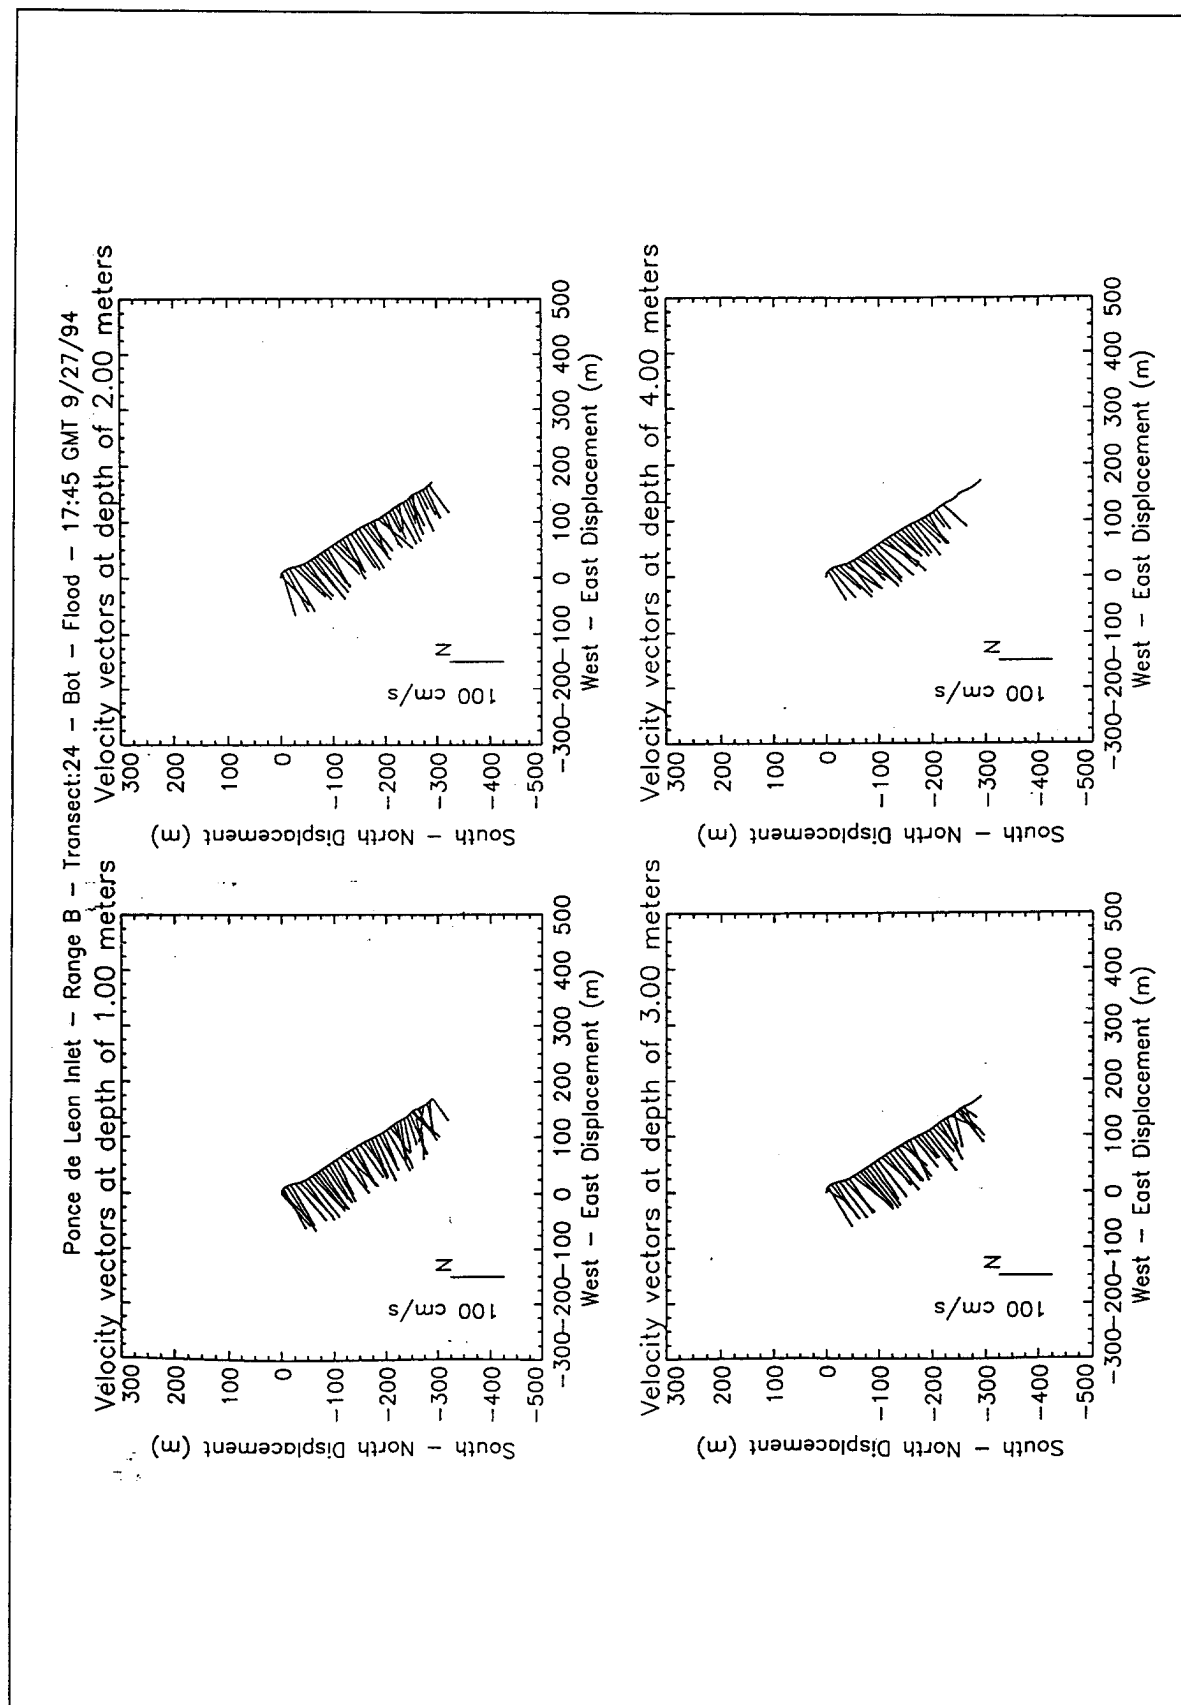 Ponce de Leon Inlet – Range B – Transect:24 – Bot – Flood – 17:45 GMT 9/27/94
Velocity vectors at depth of 1.00 meters
300
200
100
0
-100
-200
-300
-400
-500
South – North Displacement (m)
100 cm/s
N
-300-200-100 0 100 200 300 400 500
West – East Displacement (m)
Velocity vectors at depth of 2.00 meters
300
200
100
0
-100
-200
-300
-400
-500
South – North Displacement (m)
100 cm/s
N
-300-200-100 0 100 200 300 400 500
West – East Displacement (m)
Velocity vectors at depth of 3.00 meters
300
200
100
0
-100
-200
-300
-400
-500
South – North Displacement (m)
100 cm/s
N
-300-200-100 0 100 200 300 400 500
West – East Displacement (m)
Velocity vectors at depth of 4.00 meters
300
200
100
0
-100
-200
-300
-400
-500
South – North Displacement (m)
100 cm/s
N
-300-200-100 0 100 200 300 400 500
West – East Displacement (m)